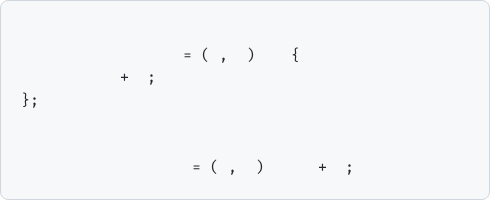 = ( ,  )    {
+  ;
};
= ( ,  )      +  ;